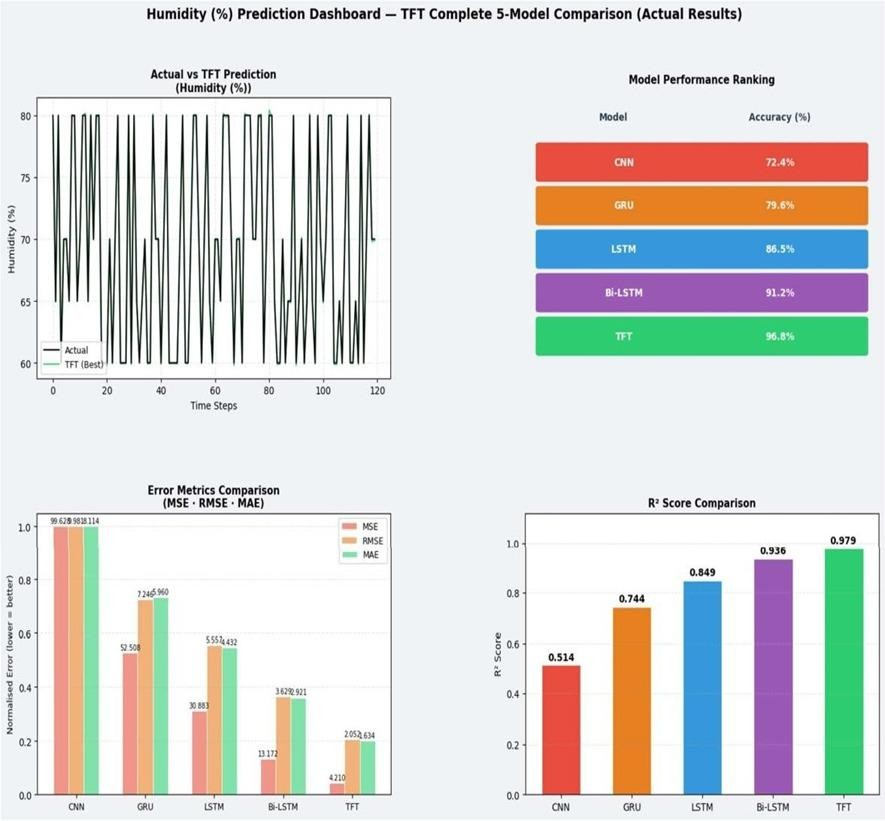 Humidity (%) Prediction Dashboard — TFT Complete 5-Model Comparison (Actual Results)
Actual vs TFT Prediction
(Humidity (%))
Humidity (%)
80
75
70
65
60
Actual
TFT (Best)
0 20 40 60 80 100 120
Time Steps
Model Performance Ranking
Model Accuracy (%)
CNN 72.4%
GRU 79.6%
LSTM 86.5%
Bi-LSTM 91.2%
TFT 96.8%
Error Metrics Comparison
(MSE · RMSE · MAE)
Normalised Error (lower = better)
1.0
0.8
0.6
0.4
0.2
0.0
MSE
RMSE
MAE
99.628 9.981 8.114
52.508 7.246 5.960
30.883 5.557 4.432
13.172 3.629 2.921
4.210 2.052 1.634
CNN GRU LSTM Bi-LSTM TFT
R² Score Comparison
R² Score
1.0
0.8
0.6
0.4
0.2
0.0
0.514
0.744
0.849
0.936
0.979
CNN GRU LSTM Bi-LSTM TFT